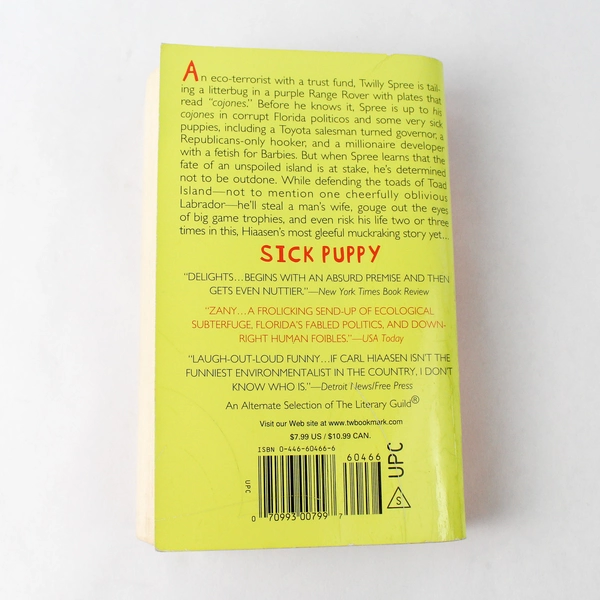 An eco-terrorist with a trust fund, Twilly Spree is tail-
ing a litterbug in a purple Range Rover with plates that
read "cojones." Before he knows it, Spree is up to his
cojones in corrupt Florida politicos and some very sick
puppies, including a Toyota salesman turned governor, a
Republicans-only hooker, and a millionaire developer
with a fetish for Barbies. But when Spree learns that the
fate of an unspoiled island is at stake, he's determined
not to be outdone. While defending the toads of Toad
Island—not to mention one cheerfully oblivious
Labrador—he'll steal a man's wife, gouge out the eyes
of big game trophies, and even risk his life two or three
times in this, Hiaasen's most gleeful muckraking story yet...
SICK PUPPY
"DELIGHTS...BEGINS WITH AN ABSURD PREMISE AND THEN
GETS EVEN NUTTIER."—New York Times Book Review
"ZANY...A FROLICKING SEND-UP OF ECOLOGICAL
SUBTERFUGE, FLORIDA'S FABLED POLITICS, AND DOWN-
RIGHT HUMAN FOIBLES."—USA Today
"LAUGH-OUT-LOUD FUNNY...IF CARL HIAASEN ISN'T THE
FUNNIEST ENVIRONMENTALIST IN THE COUNTRY, I DON'T
KNOW WHO IS."—Detroit News/Free Press
An Alternate Selection of The Literary Guild®
Visit our Web site at www.twbookmark.com
$7.99 US / $10.99 CAN.
ISBN 0-446-60466-6
60466
UPC
UPC
S
0 70993 00799 7